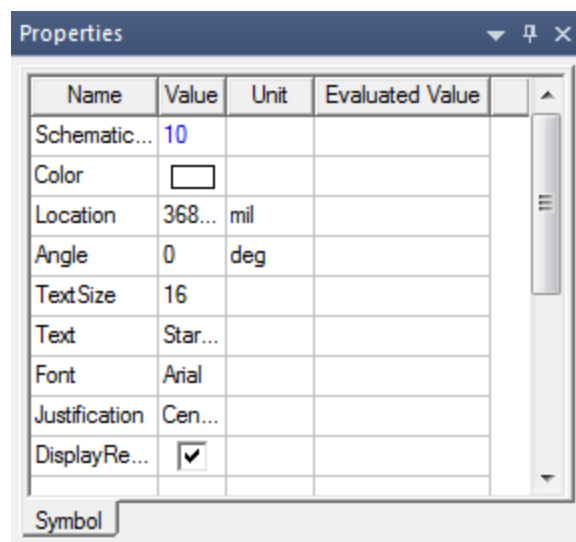 Properties
Name Value Unit Evaluated Value
Schematic... 10
Color
Location 368... mil
Angle 0 deg
TextSize 16
Text Star...
Font Arial
Justification Cen...
DisplayRe...
Symbol